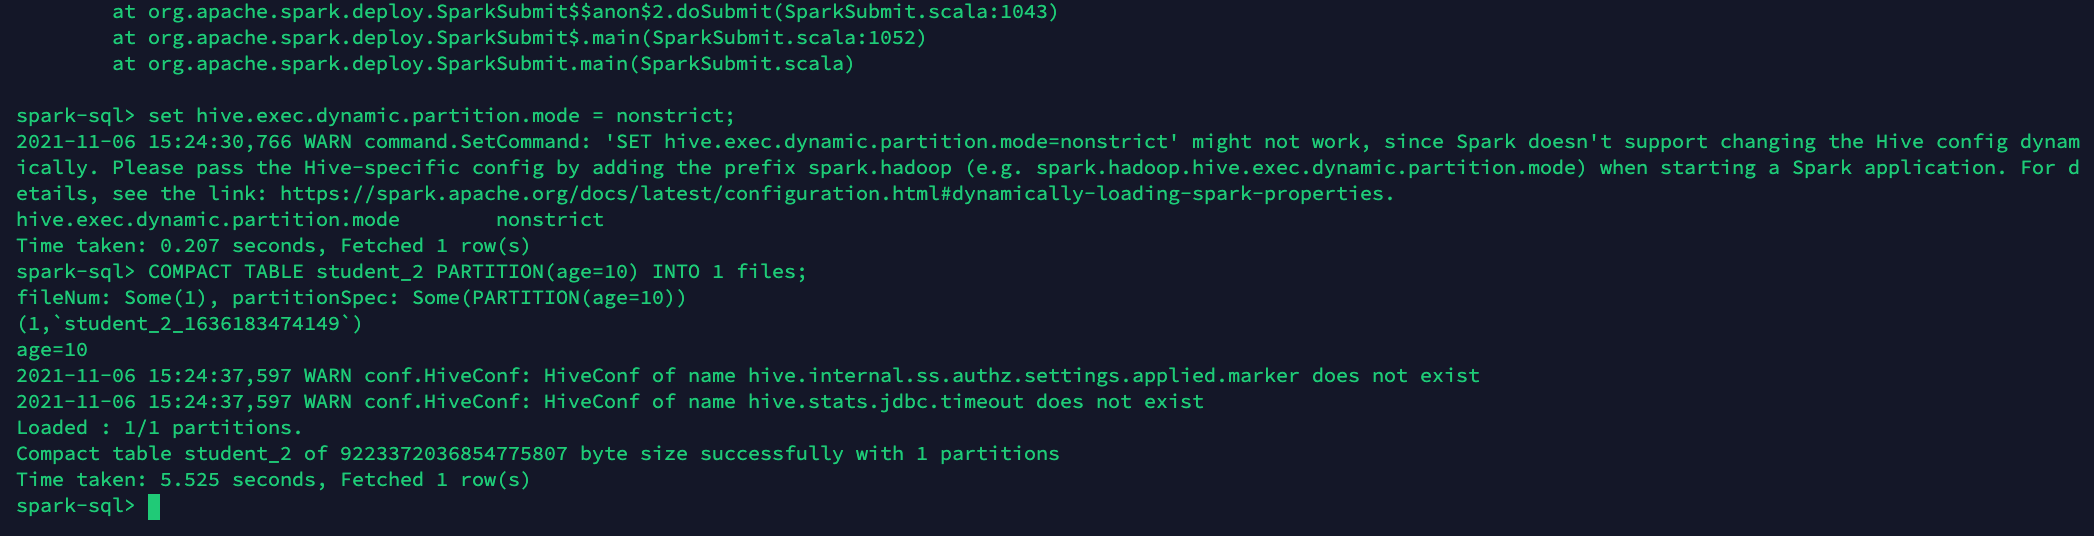 at org.apache.spark.deploy.SparkSubmit$$anon$2.doSubmit(SparkSubmit.scala:1043)
at org.apache.spark.deploy.SparkSubmit$.main(SparkSubmit.scala:1052)
at org.apache.spark.deploy.SparkSubmit.main(SparkSubmit.scala)
spark-sql> set hive.exec.dynamic.partition.mode = nonstrict;
2021-11-06 15:24:30,766 WARN command.SetCommand: 'SET hive.exec.dynamic.partition.mode=nonstrict' might not work, since Spark doesn't support changing the Hive config dynam
ically. Please pass the Hive-specific config by adding the prefix spark.hadoop (e.g. spark.hadoop.hive.exec.dynamic.partition.mode) when starting a Spark application. For d
etails, see the link: https://spark.apache.org/docs/latest/configuration.html#dynamically-loading-spark-properties.
hive.exec.dynamic.partition.mode        nonstrict
Time taken: 0.207 seconds, Fetched 1 row(s)
spark-sql> COMPACT TABLE student_2 PARTITION(age=10) INTO 1 files;
fileNum: Some(1), partitionSpec: Some(PARTITION(age=10))
(1,`student_2_1636183474149`)
age=10
2021-11-06 15:24:37,597 WARN conf.HiveConf: HiveConf of name hive.internal.ss.authz.settings.applied.marker does not exist
2021-11-06 15:24:37,597 WARN conf.HiveConf: HiveConf of name hive.stats.jdbc.timeout does not exist
Loaded : 1/1 partitions.
Compact table student_2 of 9223372036854775807 byte size successfully with 1 partitions
Time taken: 5.525 seconds, Fetched 1 row(s)
spark-sql>